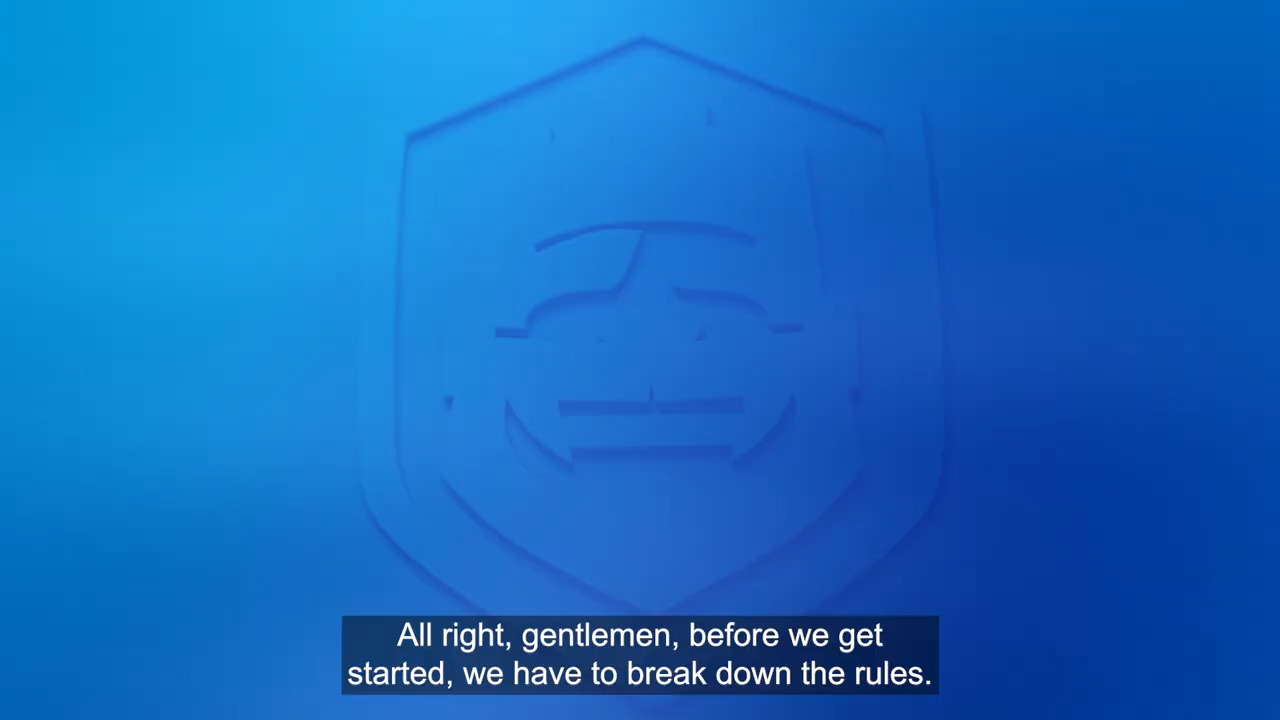 All right, gentlemen, before we get
started, we have to break down the rules.